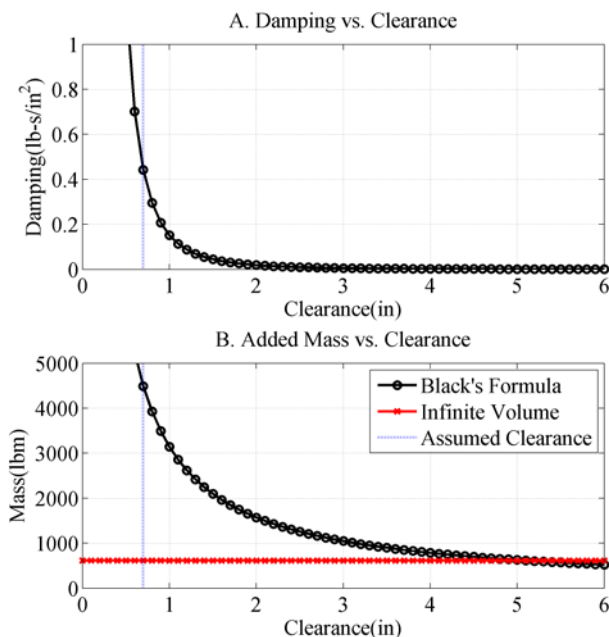 A. Damping vs. Clearance
1
0.8
0.6
0.4
0.2
0
Damping(lb-s/in²)
0 1 2 3 4 5 6
Clearance(in)
B. Added Mass vs. Clearance
5000
4000
3000
2000
1000
0
Mass(lbm)
Black's Formula
Infinite Volume
Assumed Clearance
0 1 2 3 4 5 6
Clearance(in)